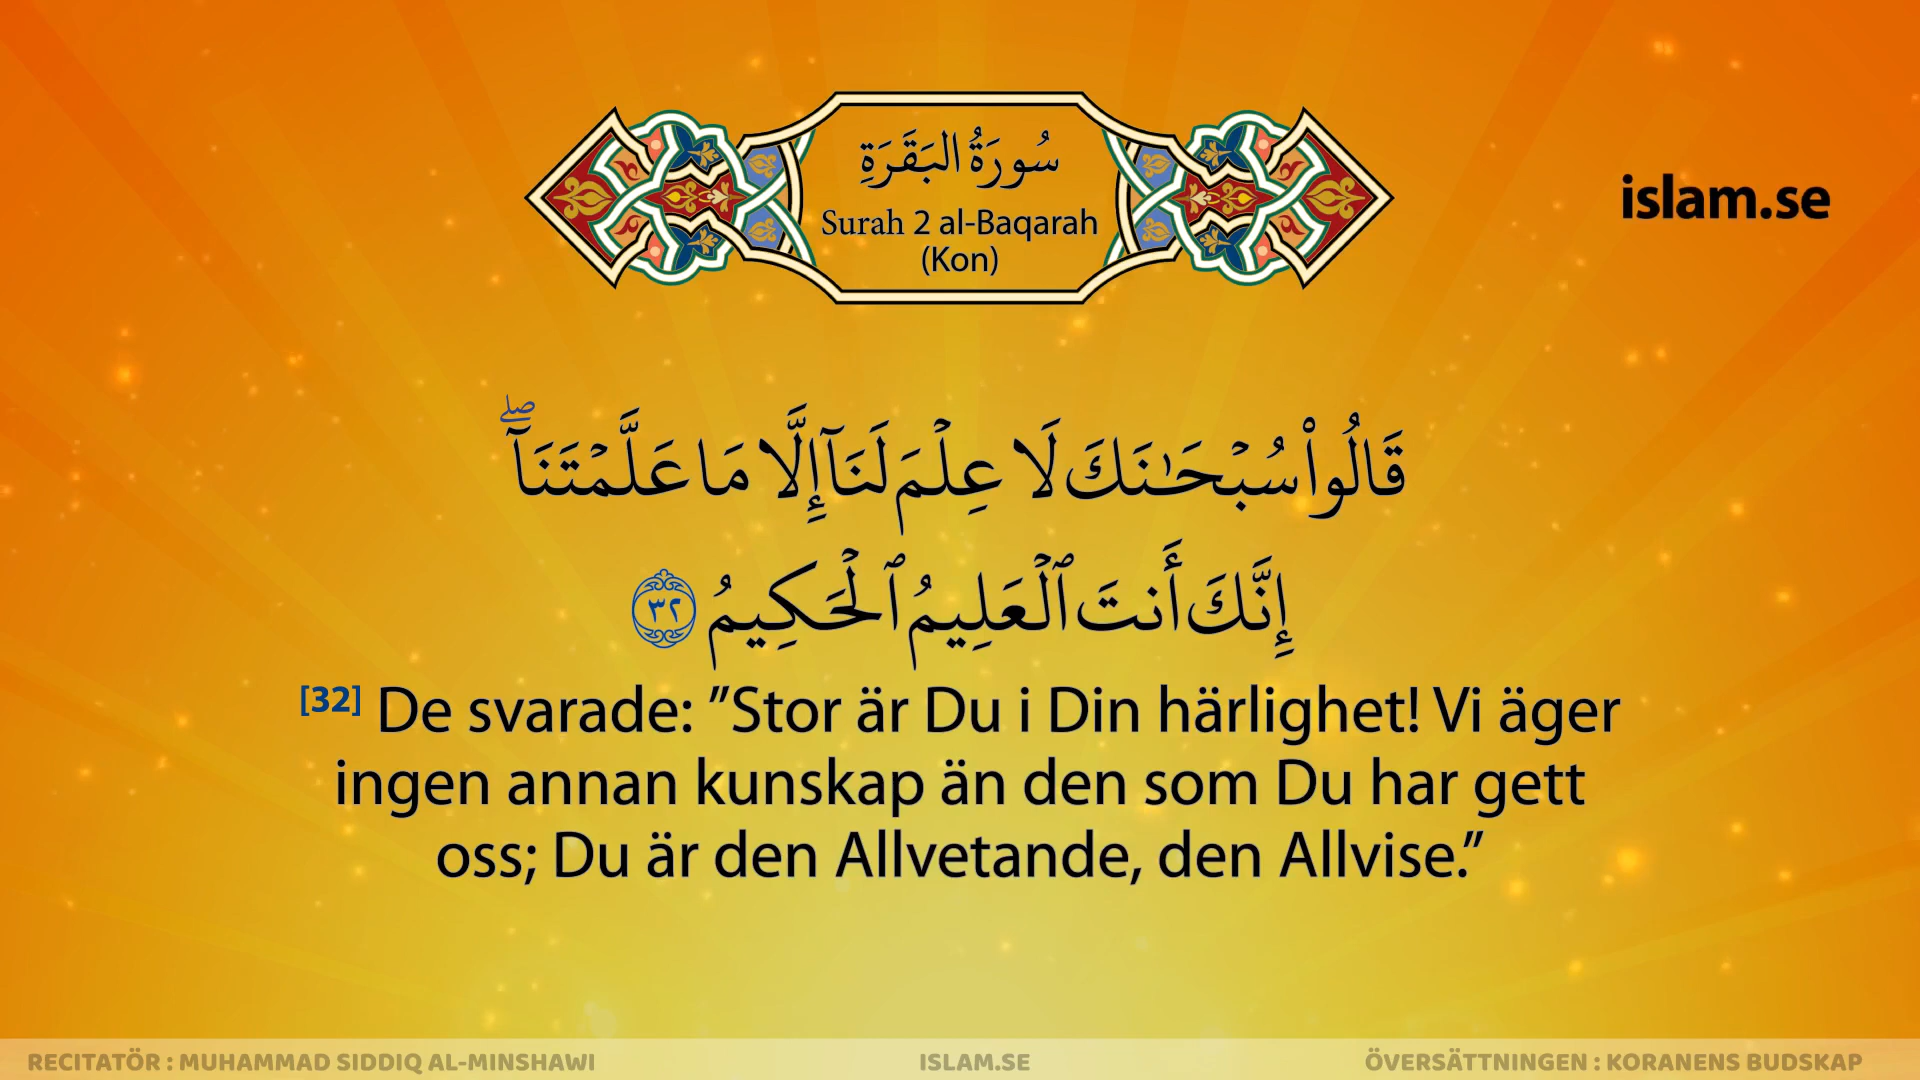 سُورَةُ البَقَرَةِ
Surah 2 al-Baqarah
(Kon)
islam.se
قَالُوا۟ سُبْحَـٰنَكَ لَا عِلْمَ لَنَآ إِلَّا مَا عَلَّمْتَنَآ ۖ
إِنَّكَ أَنتَ ٱلْعَلِيمُ ٱلْحَكِيمُ ٣٢
[32] De svarade: ”Stor är Du i Din härlighet! Vi äger
ingen annan kunskap än den som Du har gett
oss; Du är den Allvetande, den Allvise.”
RECITATÖR : MUHAMMAD SIDDIQ AL-MINSHAWI
ISLAM.SE
ÖVERSÄTTNINGEN : KORANENS BUDSKAP